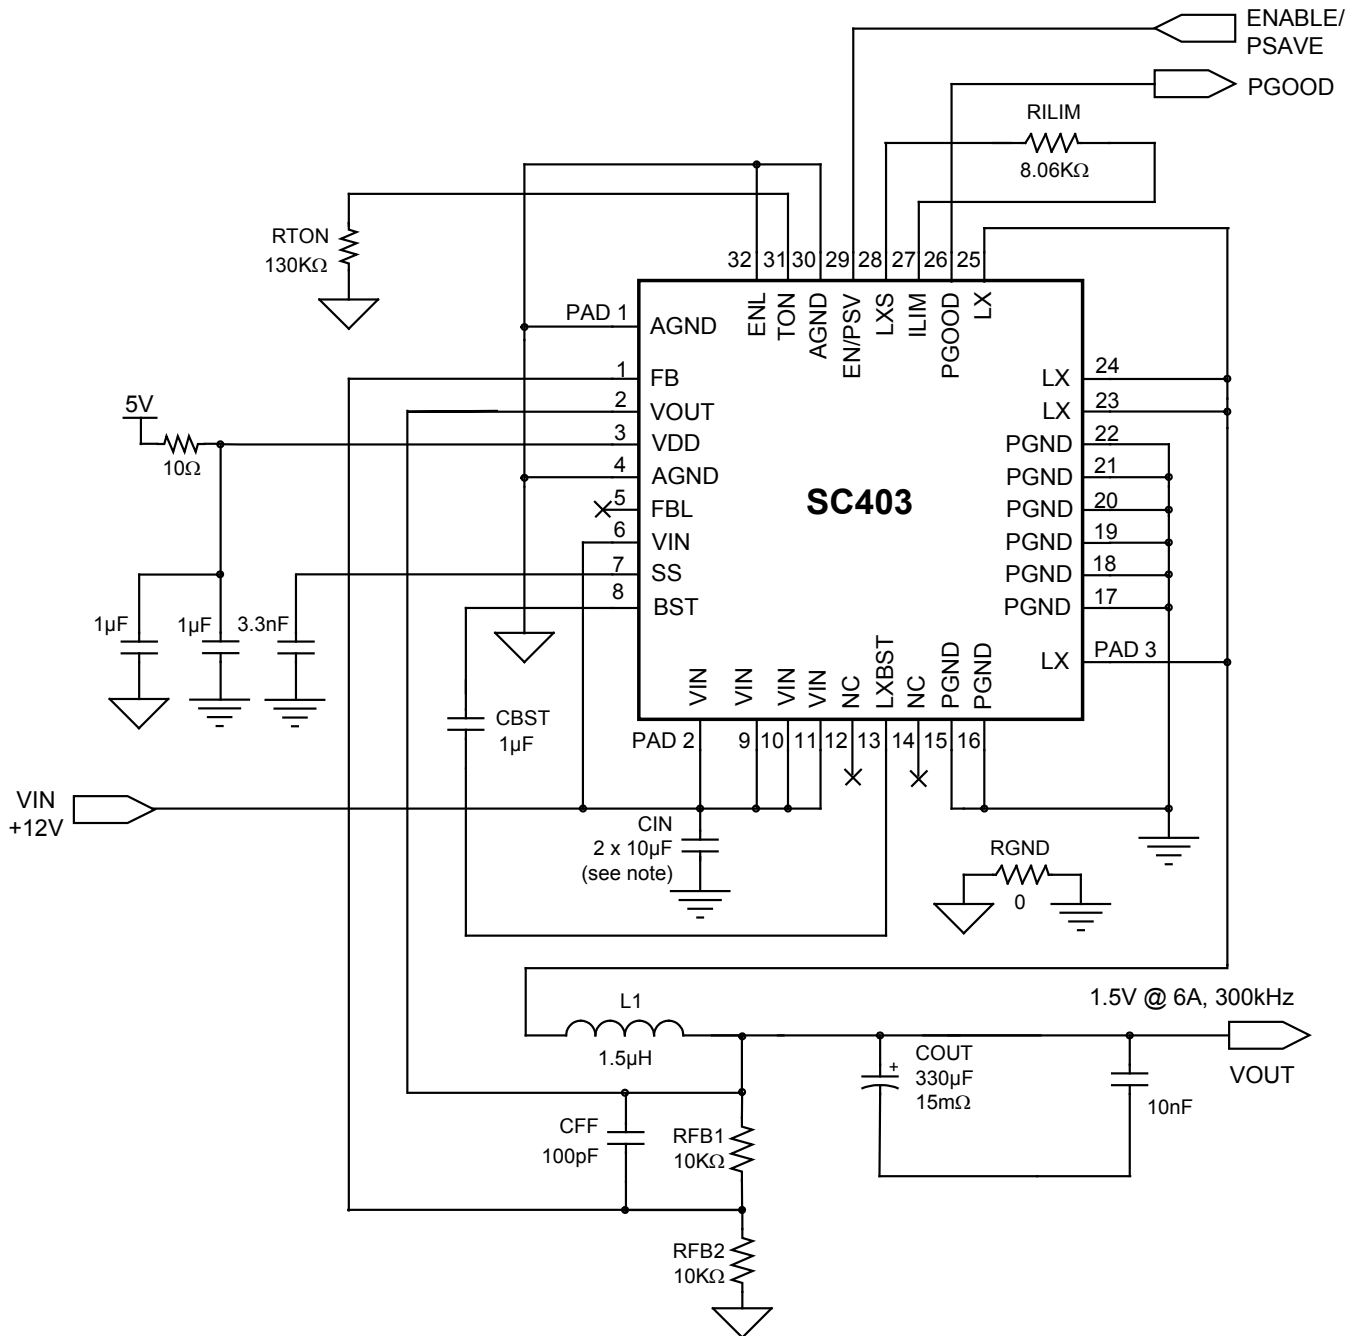 ENABLE/
PSAVE
PGOOD
RILIM
8.06KΩ
RTON
130KΩ
32 31 30 29 28 27 26 25
ENL
TON
AGND
EN/PSV
LXS
ILIM
PGOOD
LX
PAD 1 AGND
1 FB
2 VOUT
3 VDD
4 AGND
5 FBL
6 VIN
7 SS
8 BST
5V
10Ω
SC403
LX 24
LX 23
PGND 22
PGND 21
PGND 20
PGND 19
PGND 18
PGND 17
LX PAD 3
1µF
1µF
3.3nF
CBST
1µF
VIN
VIN
VIN
VIN
NC
LXBST
NC
PGND
PGND
PAD 2 9 10 11 12 13 14 15 16
VIN
+12V
CIN
2 x 10µF
(see note)
RGND
0
1.5V @ 6A, 300kHz
L1
1.5µH
COUT
+
330µF
15mΩ
10nF
VOUT
CFF
100pF
RFB1
10KΩ
RFB2
10KΩ